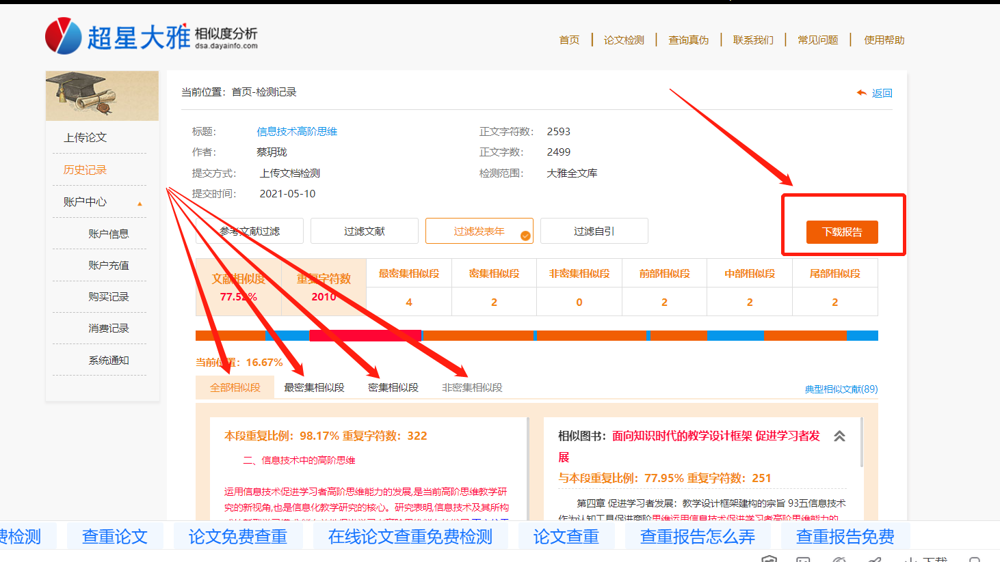 超星大雅 相似度分析
dsa.dayainfo.com
首页 论文检测 查询真伪 联系我们 常见问题 使用帮助
上传论文
历史记录
账户中心
账户信息
账户充值
购买记录
消费记录
系统通知
当前位置：首页-检测记录
返回
标题： 信息技术高阶思维 正文字符数： 2593
作者： 蔡玥珑 正文字数： 2499
提交方式： 上传文档检测 检测范围： 大雅全文库
提交时间： 2021-05-10
参考文献过滤 过滤文献 过滤发表年 过滤自引 下载报告
文献相似度 重复字符数 最密集相似段 密集相似段 非密集相似段 前部相似段 中部相似段 尾部相似段
77.52% 2010 4 2 0 2 2 2
当前位置：16.67%
全部相似段 最密集相似段 密集相似段 非密集相似段 典型相似文献(89)
本段重复比例：98.17% 重复字符数：322
二、信息技术中的高阶思维
运用信息技术促进学习者高阶思维能力的发展,是当前高阶思维教学研
究的新视角,也是信息化教学研究的核心。研究表明,信息技术及其所构
相似图书：面向知识时代的教学设计框架 促进学习者发
展
与本段重复比例：77.95% 重复字符数：251
第四章 促进学习者发展：教学设计框架建构的宗旨 93五信息技术
作为认知工具促进高阶思维运用信息技术促进学习者高阶思维能力的
费检测 查重论文 论文免费查重 在线论文查重免费检测 论文查重 查重报告怎么弄 查重报告免费
下载